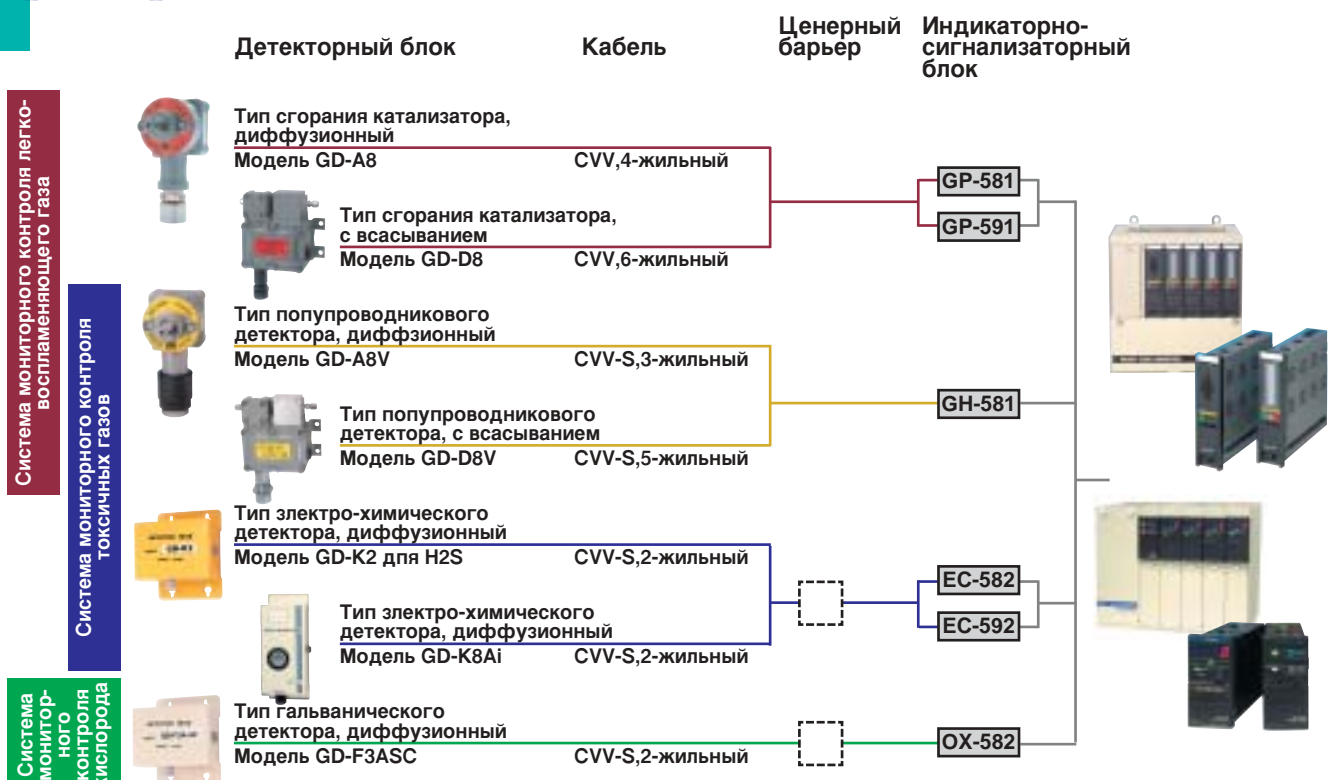 Детекторный блок
Кабель
Ценерный
барьер
Индикаторно-
сигнализаторный
блок
Система мониторного контроля легко-
воспламеняющего газа
Тип сгорания катализатора,
диффузионный
Модель GD-A8
CVV,4-жильный
Тип сгорания катализатора,
с всасыванием
Модель GD-D8
CVV,6-жильный
GP-581
GP-591
Система мониторного контроля
токсичных газов
Тип попупроводникового
детектора, диффзионный
Модель GD-A8V
CVV-S,3-жильный
Тип попупроводникового
детектора, с всасыванием
Модель GD-D8V
CVV-S,5-жильный
GH-581
Тип злектро-химического
детектора, диффузионный
Модель GD-K2 дпя H2S
CVV-S,2-жильный
Тип злектро-химического
детектора, диффузионный
Модель GD-K8Ai
CVV-S,2-жильный
EC-582
EC-592
Система
монитор-
ного
контроля
кислорода
Тип гальванического
детектора, диффузионный
Модель GD-F3ASC
CVV-S,2-жильный
OX-582